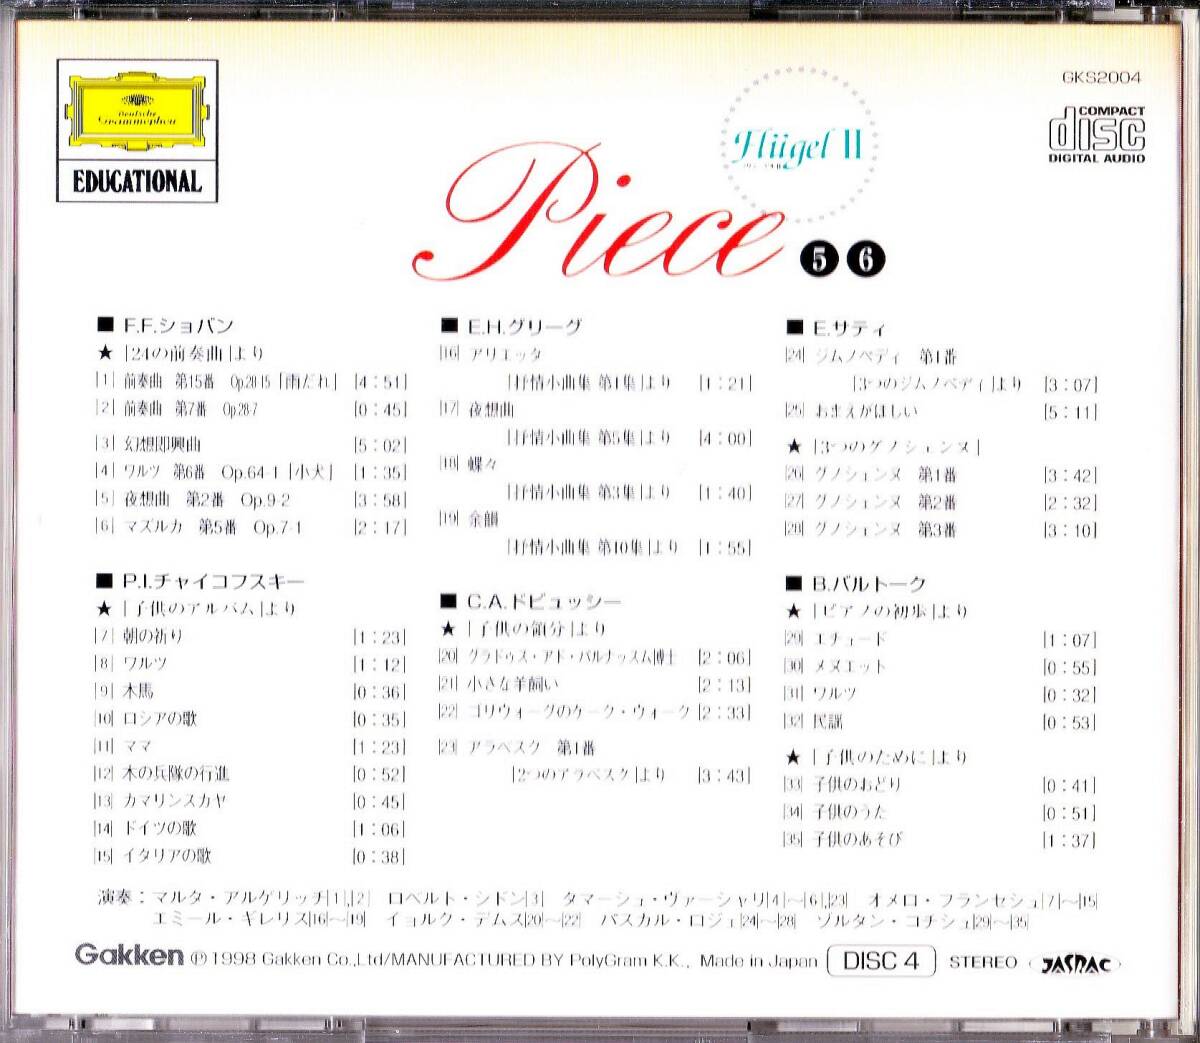 Deutsche
Grammophon
EDUCATIONAL
Flügel II
Piece 5 6
GKS2004
COMPACT
disc
DIGITAL AUDIO
■ F.F.ショパン
★「24の前奏曲」より
[1] 前奏曲 第15番 Op.28-15「雨だれ」 [4:51]
[2] 前奏曲 第7番 Op.28-7 [0:45]
[3] 幻想即興曲 [5:02]
[4] ワルツ 第6番 Op.64-1「小犬」 [1:35]
[5] 夜想曲 第2番 Op.9-2 [3:58]
[6] マズルカ 第5番 Op.7-1 [2:17]
■ P.I.チャイコフスキー
★「子供のアルバム」より
[7] 朝の祈り [1:23]
[8] ワルツ [1:12]
[9] 木馬 [0:36]
[10] ロシアの歌 [0:35]
[11] ママ [1:23]
[12] 木の兵隊の行進 [0:52]
[13] カマリンスカヤ [0:45]
[14] ドイツの歌 [1:06]
[15] イタリアの歌 [0:38]
■ E.H.グリーグ
[16] アリエッタ
「抒情小曲集 第1集」より [1:21]
[17] 夜想曲
「抒情小曲集 第5集」より [4:00]
[18] 蝶々
「抒情小曲集 第3集」より [1:40]
[19] 余韻
「抒情小曲集 第10集」より [1:55]
■ C.A.ドビュッシー
★「子供の領分」より
[20] グラドゥス・アド・パルナッスム博士 [2:06]
[21] 小さな羊飼い [2:13]
[22] ゴリウォーグのケーク・ウォーク [2:33]
[23] アラベスク 第1番
「2つのアラベスク」より [3:43]
■ E.サティ
[24] ジムノペディ 第1番
「3つのジムノペディ」より [3:07]
[25] おまえがほしい [5:11]
★「3つのグノシェンヌ」
[26] グノシェンヌ 第1番 [3:42]
[27] グノシェンヌ 第2番 [2:32]
[28] グノシェンヌ 第3番 [3:10]
■ B.バルトーク
★「ピアノの初歩」より
[29] エチュード [1:07]
[30] メヌエット [0:55]
[31] ワルツ [0:32]
[32] 民謡 [0:53]
★「子供のために」より
[33] 子供のおどり [0:41]
[34] 子供のうた [0:51]
[35] 子供のあそび [1:37]
演奏：マルタ・アルゲリッチ[1],[2] ロベルト・シドン[3] タマーシュ・ヴァーシャリ[4]〜[6],[23] オメロ・フランセシュ[7]〜[15]
エミール・ギレリス[16]〜[19] イョルク・デムス[20]〜[22] パスカル・ロジェ[24]〜[28] ゾルタン・コチシュ[29]〜[35]
Gakken ℗ 1998 Gakken Co.,Ltd/MANUFACTURED BY PolyGram K.K., Made in Japan DISC 4 STEREO JASRAC